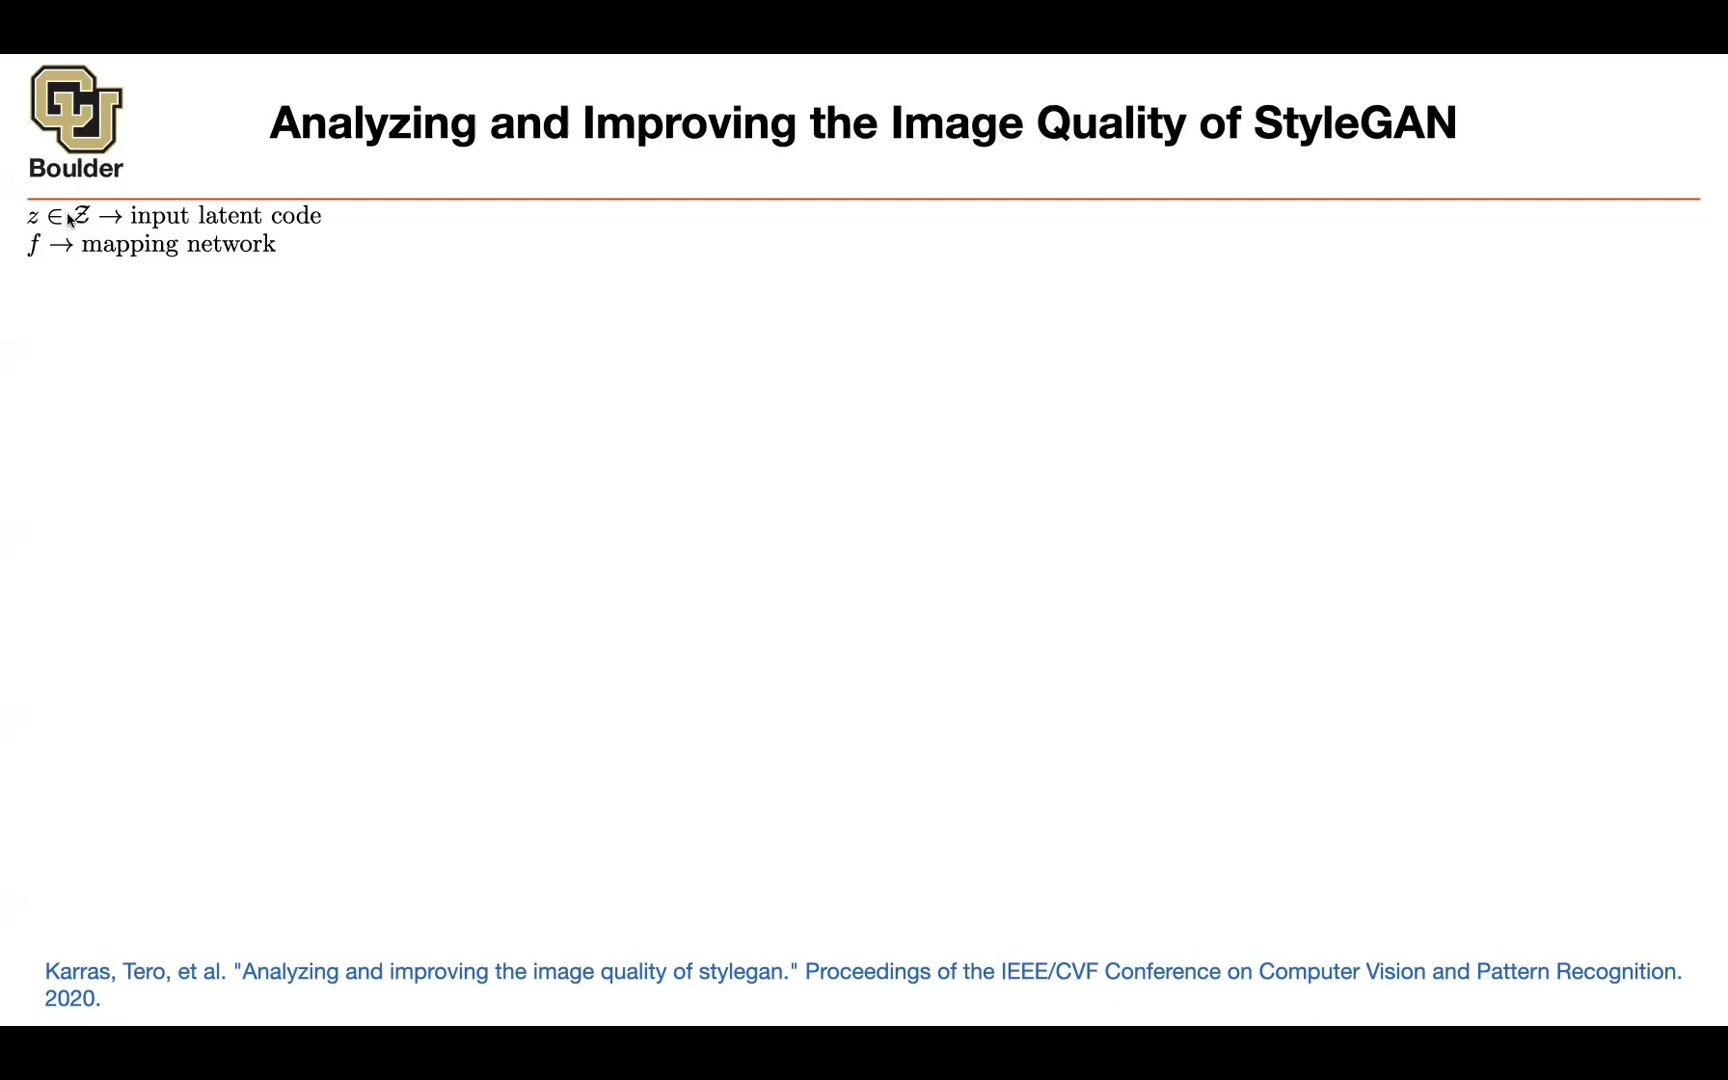 CU
Boulder
Analyzing and Improving the Image Quality of StyleGAN
z ∈ 𝒵 → input latent code
f → mapping network
Karras, Tero, et al. "Analyzing and improving the image quality of stylegan." Proceedings of the IEEE/CVF Conference on Computer Vision and Pattern Recognition.
2020.